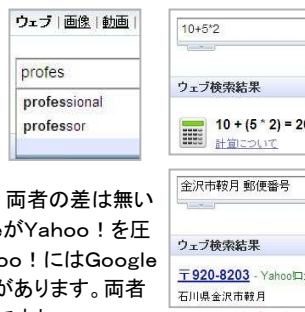 ウェブ | 画像 | 動画 |
profes
professional
professor
10+5*2
ウェブ検索結果
10 + (5 * 2) = 20
計算について
両者の差は無い
がYahoo！を圧
oo！にはGoogle
があります。両者
金沢市鞍月 郵便番号
ウェブ検索結果
〒920-8203 - Yahoo!
石川県金沢市鞍月